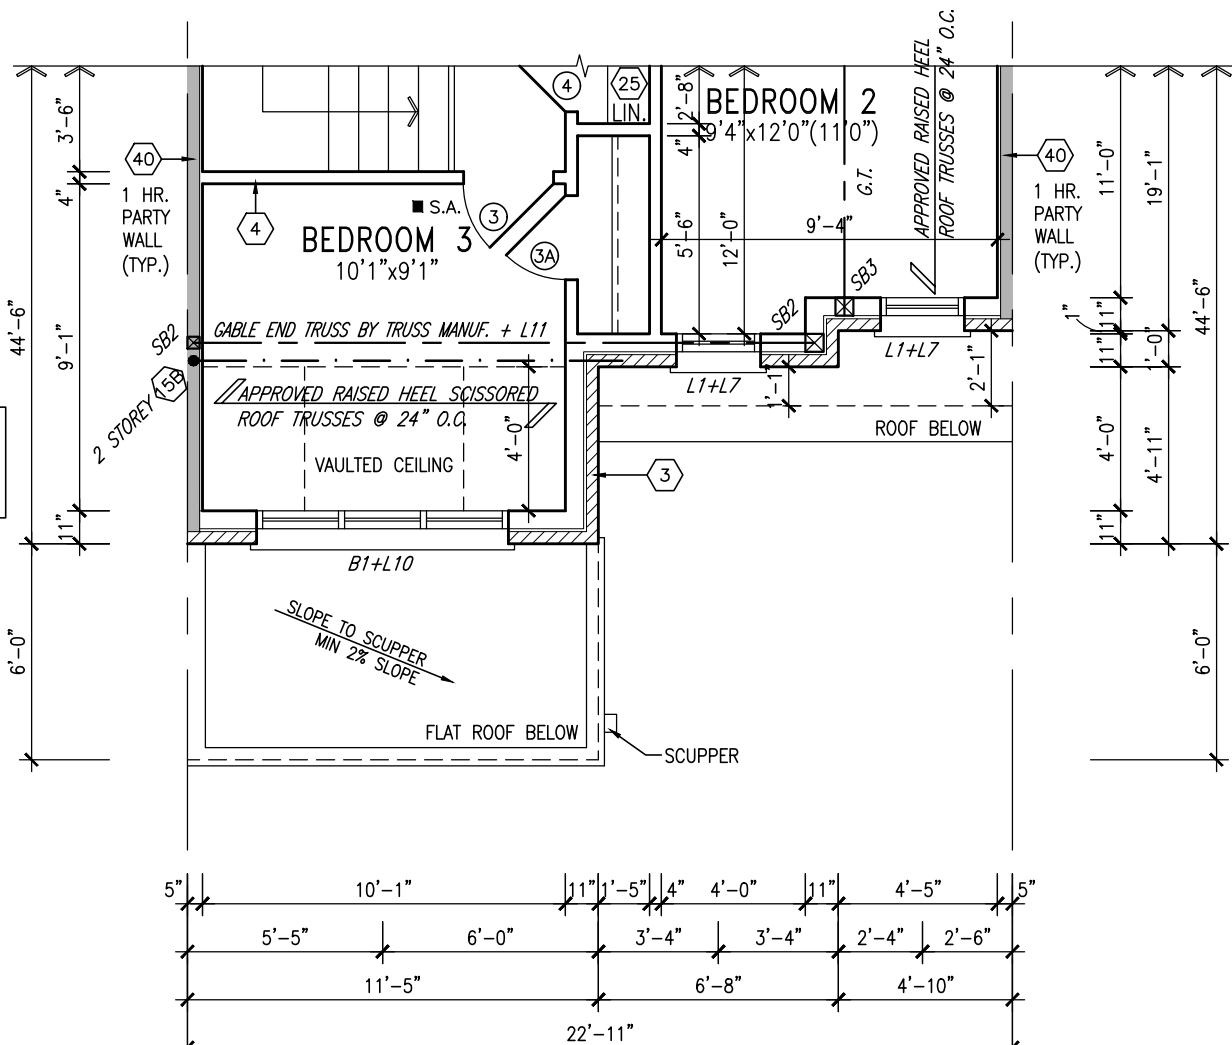 APPROVED RAISED HEEL
ROOF TRUSSES @ 24" O.C.
4
25
LIN.
BEDROOM 2
9'4"x12'0"(11'0")
2'-8"
4"
5'-6"
12'-0"
G.T.
9'-4"
3'-6"
4"
9'-1"
11"
44'-6"
6'-0"
40
1 HR.
PARTY
WALL
(TYP.)
4
S.A.
3
3A
BEDROOM 3
10'1"x9'1"
40
1 HR.
PARTY
WALL
(TYP.)
11'-0"
19'-1"
44'-6"
1"
11"
11"
1'-0"
4'-0"
4'-11"
11"
6'-0"
SB2
GABLE END TRUSS BY TRUSS MANUF. + L11
SB2
SB3
2 STOREY
15B
APPROVED RAISED HEEL SCISSORED
ROOF TRUSSES @ 24" O.C.
4'-0"
VAULTED CEILING
L1+L7
L1+L7
1'-1"
2'-1"
ROOF BELOW
3
B1+L10
SLOPE TO SCUPPER
MIN 2% SLOPE
FLAT ROOF BELOW
SCUPPER
5" 10'-1" 11" 1'-5" 4" 4'-0" 11" 4'-5" 5"
5'-5" 6'-0" 3'-4" 3'-4" 2'-4" 2'-6"
11'-5" 6'-8" 4'-10"
22'-11"